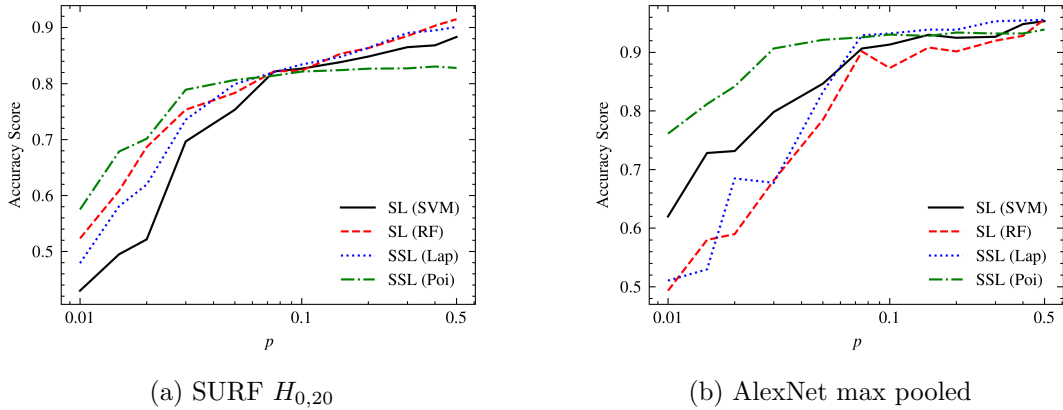 0.9
0.8
0.7
0.6
0.5
Accuracy Score
SL (SVM)
SL (RF)
SSL (Lap)
SSL (Poi)
0.01
0.1
0.5
p
(a) SURF H0,20
0.9
0.8
0.7
0.6
0.5
Accuracy Score
SL (SVM)
SL (RF)
SSL (Lap)
SSL (Poi)
0.01
0.1
0.5
p
(b) AlexNet max pooled